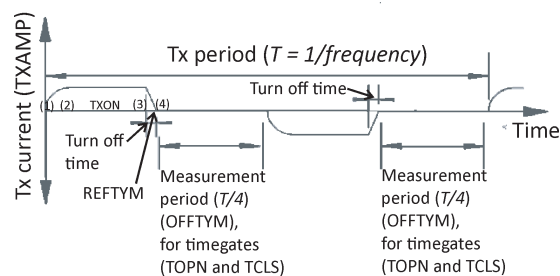 Tx period (T = 1/frequency)
Tx current (TXAMP)
Turn off time
(1) (2) TXON (3) (4)
Time
Turn off
time
REFTYM
Measurement
period (T/4)
(OFFTYM),
for timegates
(TOPN and TCLS)
Measurement
period (T/4)
(OFFTYM),
for timegates
(TOPN and TCLS)